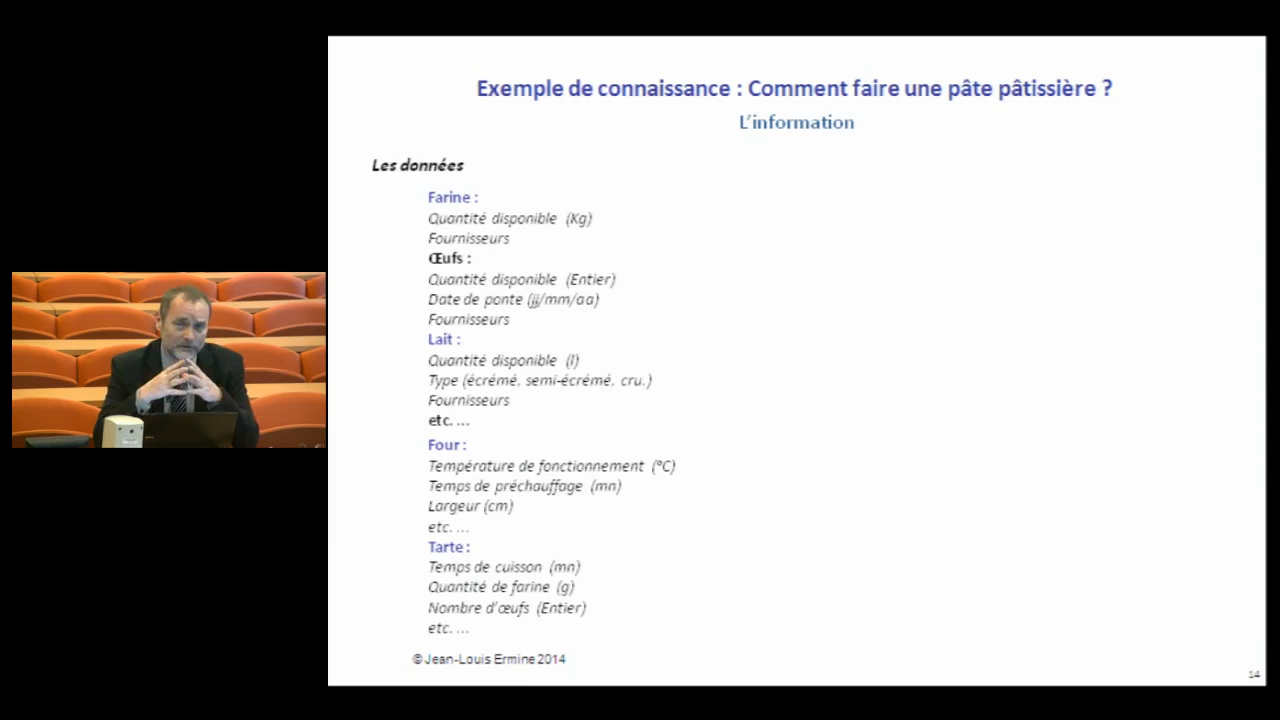 Exemple de connaissance : Comment faire une pâte pâtissière ?
L'information
Les données
Farine :
Quantité disponible (Kg)
Fournisseurs
Œufs :
Quantité disponible (Entier)
Date de ponte (jj/mm/aa)
Fournisseurs
Lait :
Quantité disponible (l)
Type (écrémé, semi-écrémé, cru.)
Fournisseurs
etc. ...
Four :
Température de fonctionnement (°C)
Temps de préchauffage (mn)
Largeur (cm)
etc. ...
Tarte :
Temps de cuisson (mn)
Quantité de farine (g)
Nombre d'œufs (Entier)
etc. ...
© Jean-Louis Ermine 2014
14